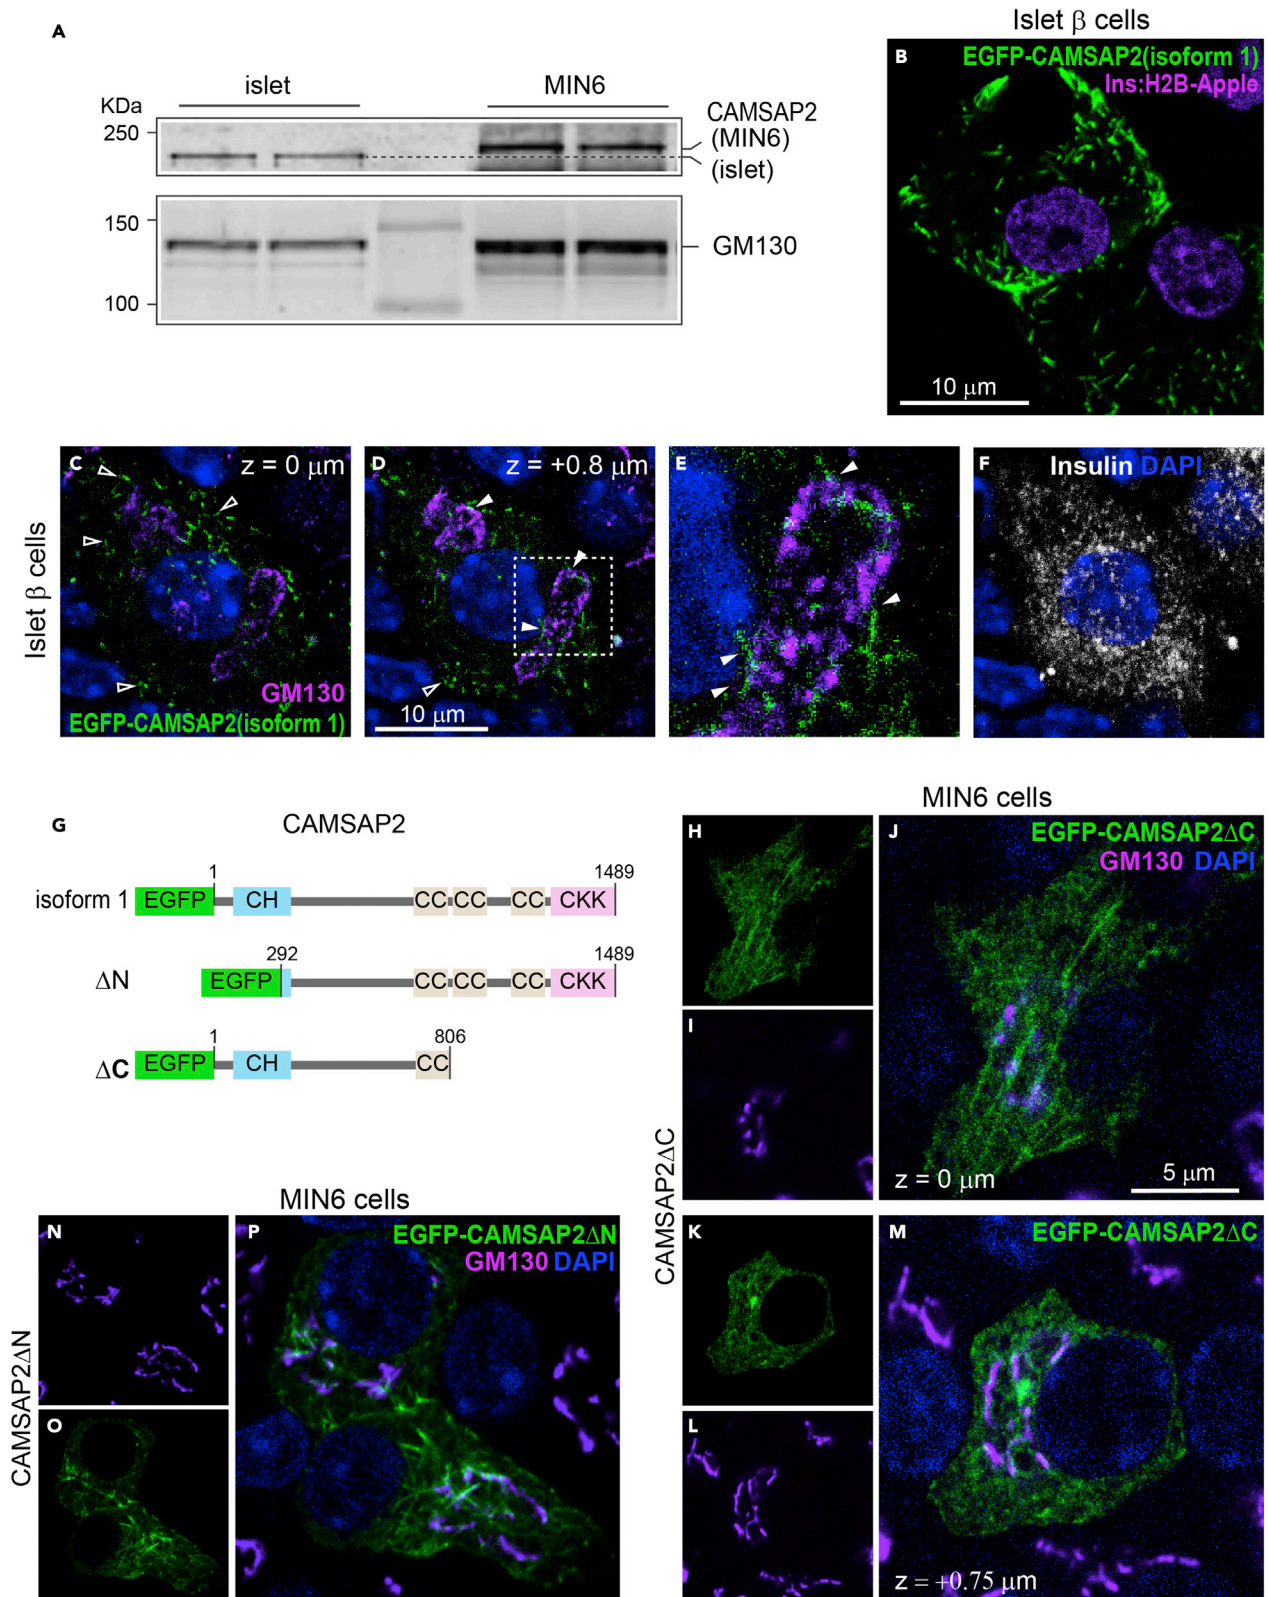 A
islet
MIN6
KDa
250
CAMSAP2
(MIN6)
(islet)
150
GM130
100
Islet β cells
B
EGFP-CAMSAP2(isoform 1)
Ins:H2B-Apple
10 μm
Islet β cells
C
z = 0 μm
GM130
EGFP-CAMSAP2(isoform 1)
D
z = +0.8 μm
10 μm
E
F
Insulin DAPI
G
CAMSAP2
1
1489
isoform 1
EGFP
CH
CC
CC
CC
CKK
292
1489
ΔN
EGFP
CC
CC
CC
CKK
1
806
ΔC
EGFP
CH
CC
MIN6 cells
CAMSAP2ΔC
H
I
J
EGFP-CAMSAP2ΔC
GM130 DAPI
z = 0 μm
5 μm
K
L
M
EGFP-CAMSAP2ΔC
z = +0.75 μm
MIN6 cells
CAMSAP2ΔN
N
O
P
EGFP-CAMSAP2ΔN
GM130 DAPI